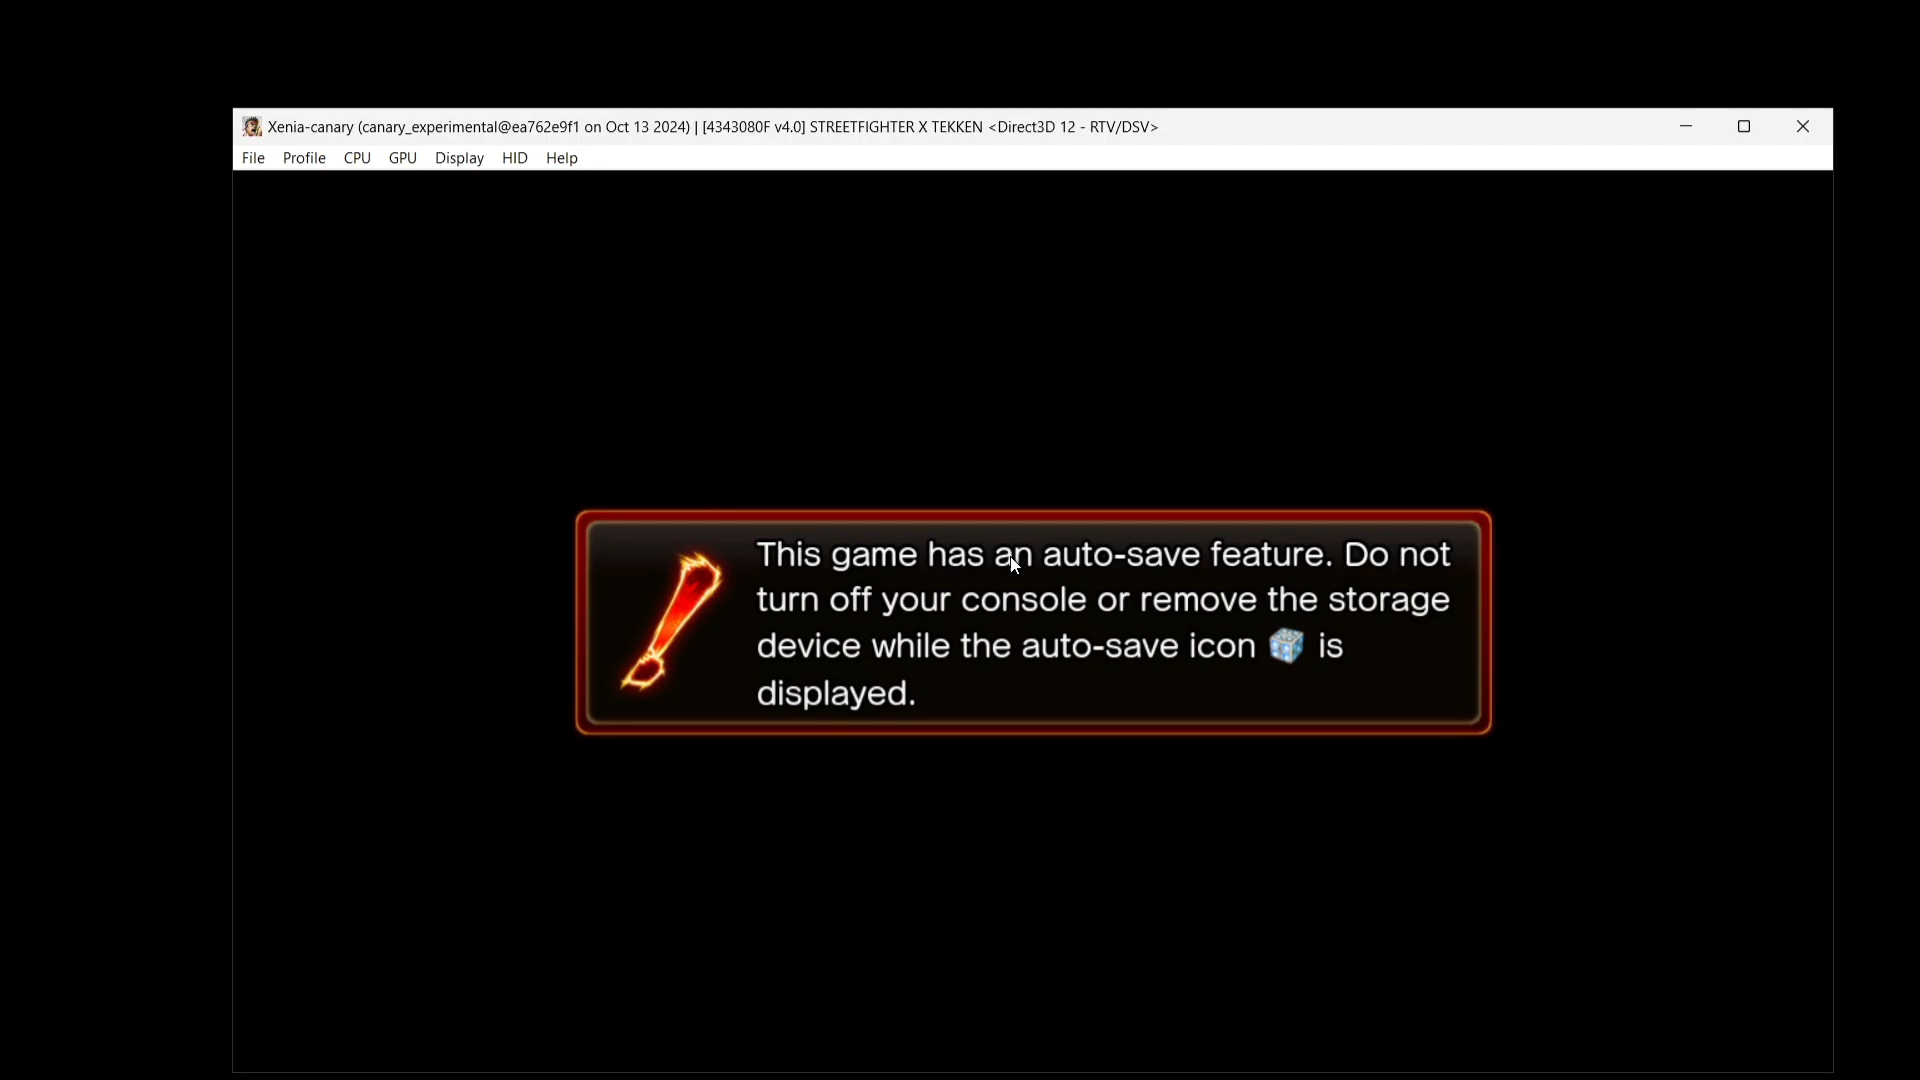 Xenia-canary (canary_experimental@ea762e9f1 on Oct 13 2024) | [4343080F v4.0] STREETFIGHTER X TEKKEN <Direct3D 12 - RTV/DSV>
File Profile CPU GPU Display HID Help
This game has an auto-save feature. Do not
turn off your console or remove the storage
device while the auto-save icon is
displayed.